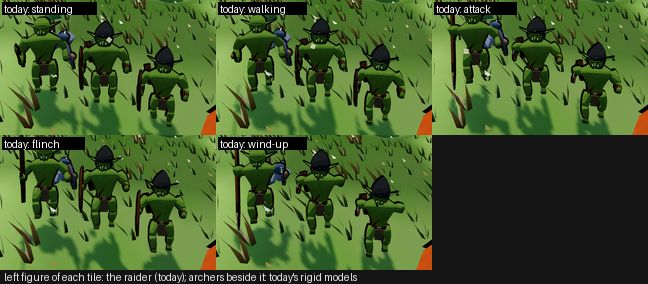 today: standing
today: walking
today: attack
today: flinch
today: wind-up
left figure of each tile: the raider (today); archers beside it: today's rigid models